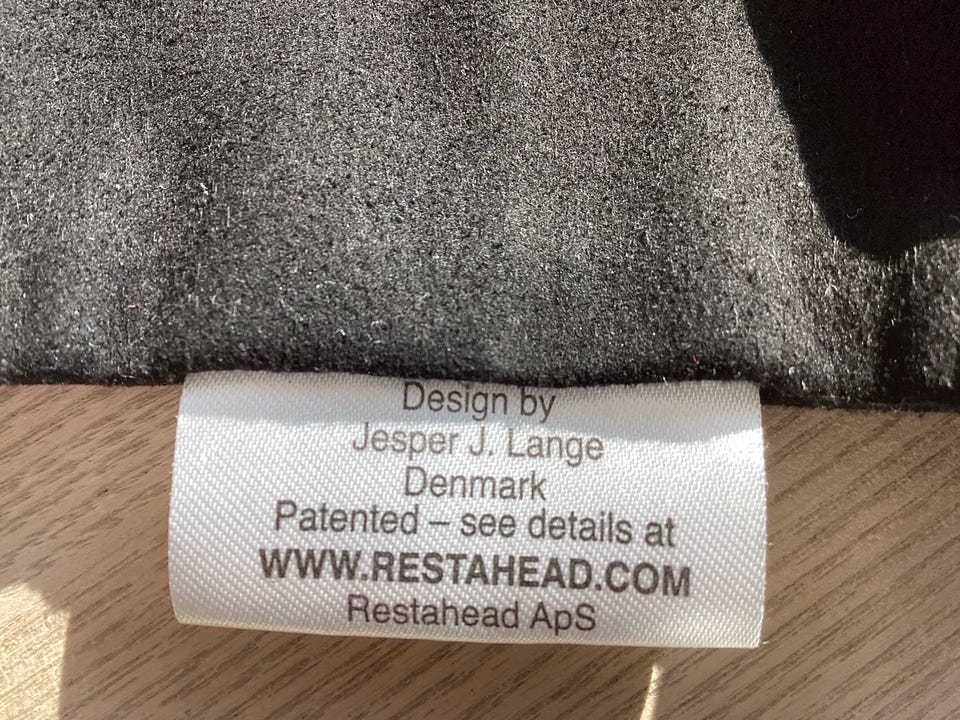 Design by
Jesper J. Lange
Denmark
Patented – see details at
WWW.RESTAHEAD.COM
Restahead ApS